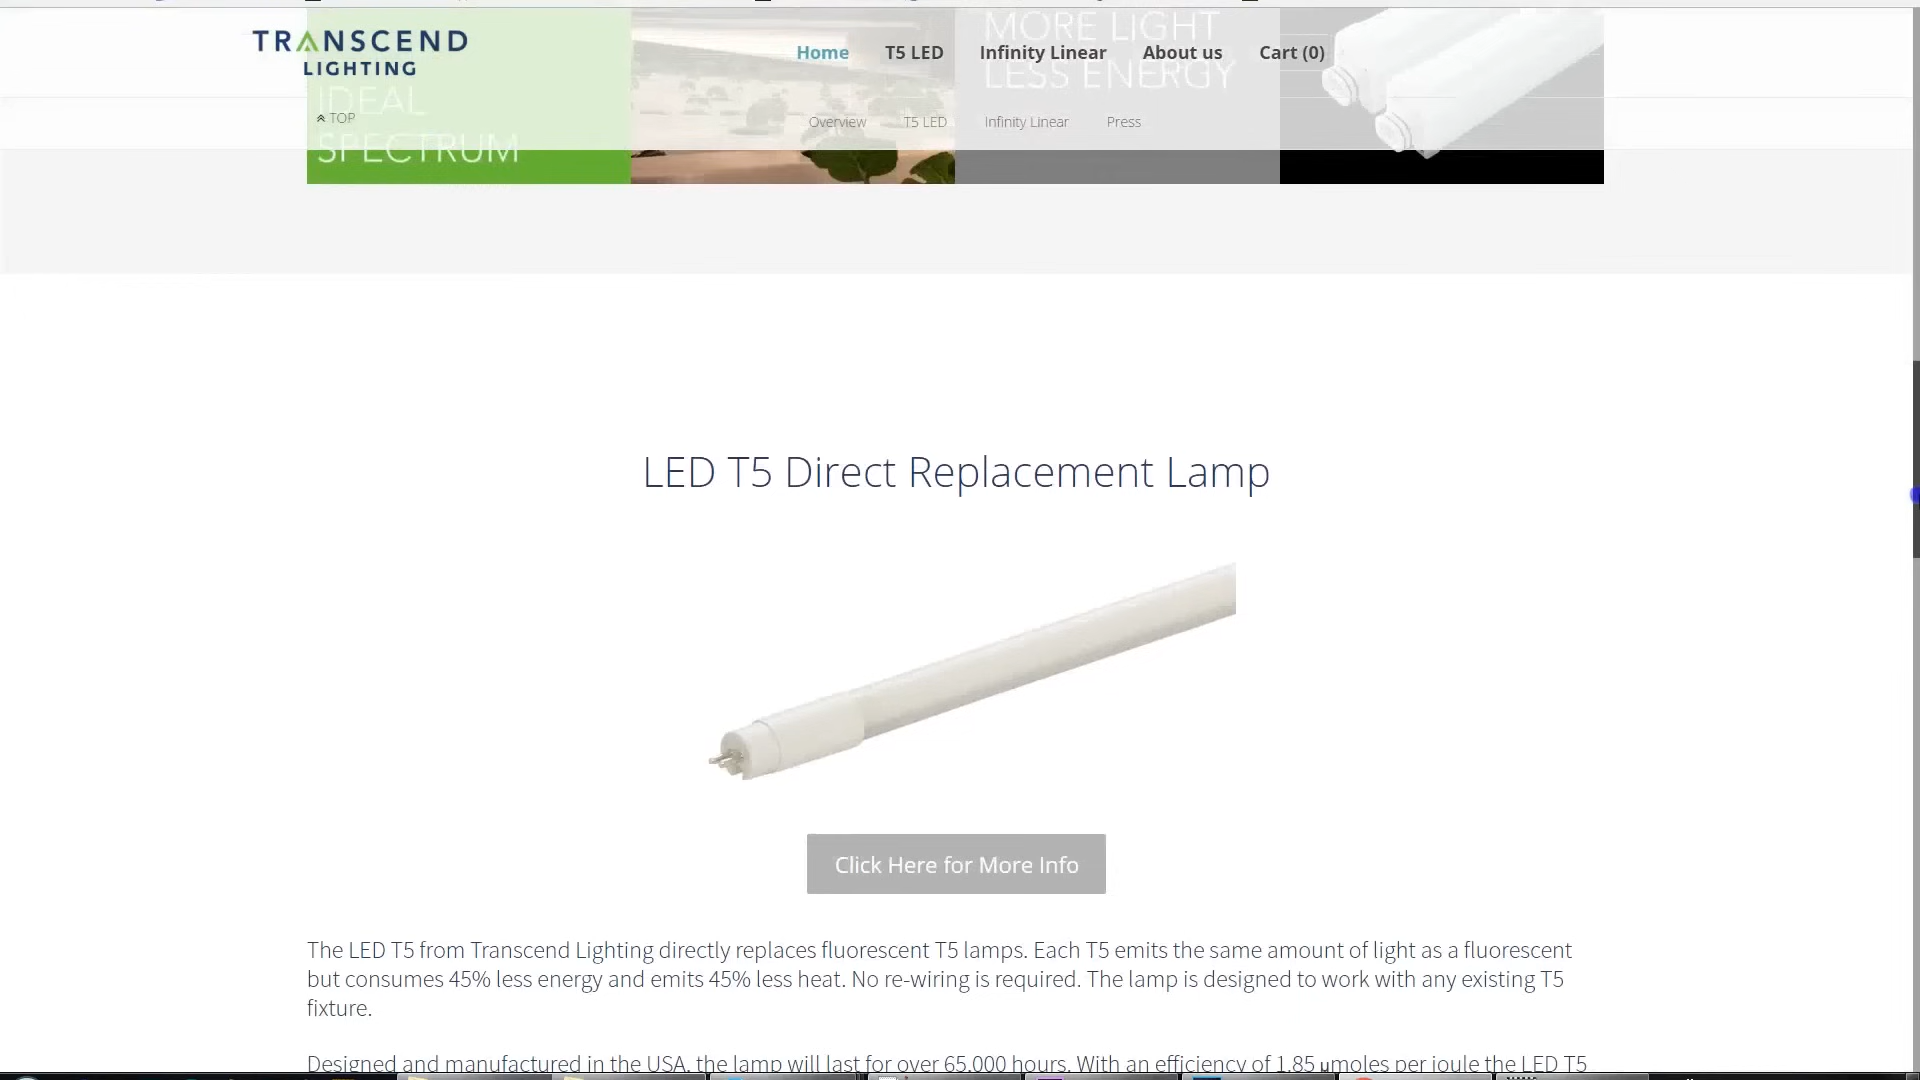 TRANSCEND
LIGHTING
Home
T5 LED
Infinity Linear
About us
Cart (0)
MORE LIGHT
LESS ENERGY
IDEAL
SPECTRUM
TOP
Overview
T5 LED
Infinity Linear
Press
LED T5 Direct Replacement Lamp
Click Here for More Info
The LED T5 from Transcend Lighting directly replaces fluorescent T5 lamps. Each T5 emits the same amount of light as a fluorescent
but consumes 45% less energy and emits 45% less heat. No re-wiring is required. The lamp is designed to work with any existing T5
fixture.
Designed and manufactured in the USA, the lamp will last for over 65,000 hours. With an efficiency of 1.85 µmoles per joule the LED T5